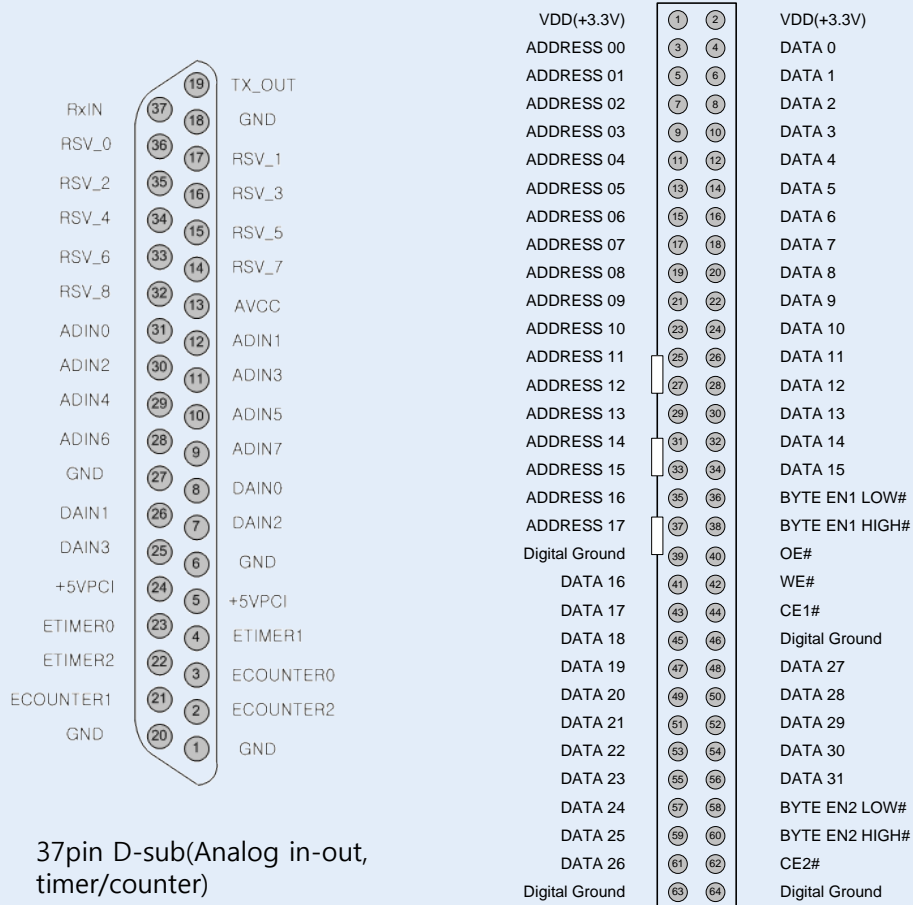 19 TX_OUT
RxIN 37
18 GND
RSV_0 36
17 RSV_1
RSV_2 35
16 RSV_3
RSV_4 34
15 RSV_5
RSV_6 33
14 RSV_7
RSV_8 32
13 AVCC
ADIN0 31
12 ADIN1
ADIN2 30
11 ADIN3
ADIN4 29
10 ADIN5
ADIN6 28
9 ADIN7
GND 27
8 DAIN0
DAIN1 26
7 DAIN2
DAIN3 25
6 GND
+5VPCI 24
5 +5VPCI
ETIMER0 23
4 ETIMER1
ETIMER2 22
3 ECOUNTER0
ECOUNTER1 21
2 ECOUNTER2
GND 20
1 GND
37pin D-sub(Analog in-out,
timer/counter)
VDD(+3.3V) 1 2 VDD(+3.3V)
ADDRESS 00 3 4 DATA 0
ADDRESS 01 5 6 DATA 1
ADDRESS 02 7 8 DATA 2
ADDRESS 03 9 10 DATA 3
ADDRESS 04 11 12 DATA 4
ADDRESS 05 13 14 DATA 5
ADDRESS 06 15 16 DATA 6
ADDRESS 07 17 18 DATA 7
ADDRESS 08 19 20 DATA 8
ADDRESS 09 21 22 DATA 9
ADDRESS 10 23 24 DATA 10
ADDRESS 11 25 26 DATA 11
ADDRESS 12 27 28 DATA 12
ADDRESS 13 29 30 DATA 13
ADDRESS 14 31 32 DATA 14
ADDRESS 15 33 34 DATA 15
ADDRESS 16 35 36 BYTE EN1 LOW#
ADDRESS 17 37 38 BYTE EN1 HIGH#
Digital Ground 39 40 OE#
DATA 16 41 42 WE#
DATA 17 43 44 CE1#
DATA 18 45 46 Digital Ground
DATA 19 47 48 DATA 27
DATA 20 49 50 DATA 28
DATA 21 51 52 DATA 29
DATA 22 53 54 DATA 30
DATA 23 55 56 DATA 31
DATA 24 57 58 BYTE EN2 LOW#
DATA 25 59 60 BYTE EN2 HIGH#
DATA 26 61 62 CE2#
Digital Ground 63 64 Digital Ground